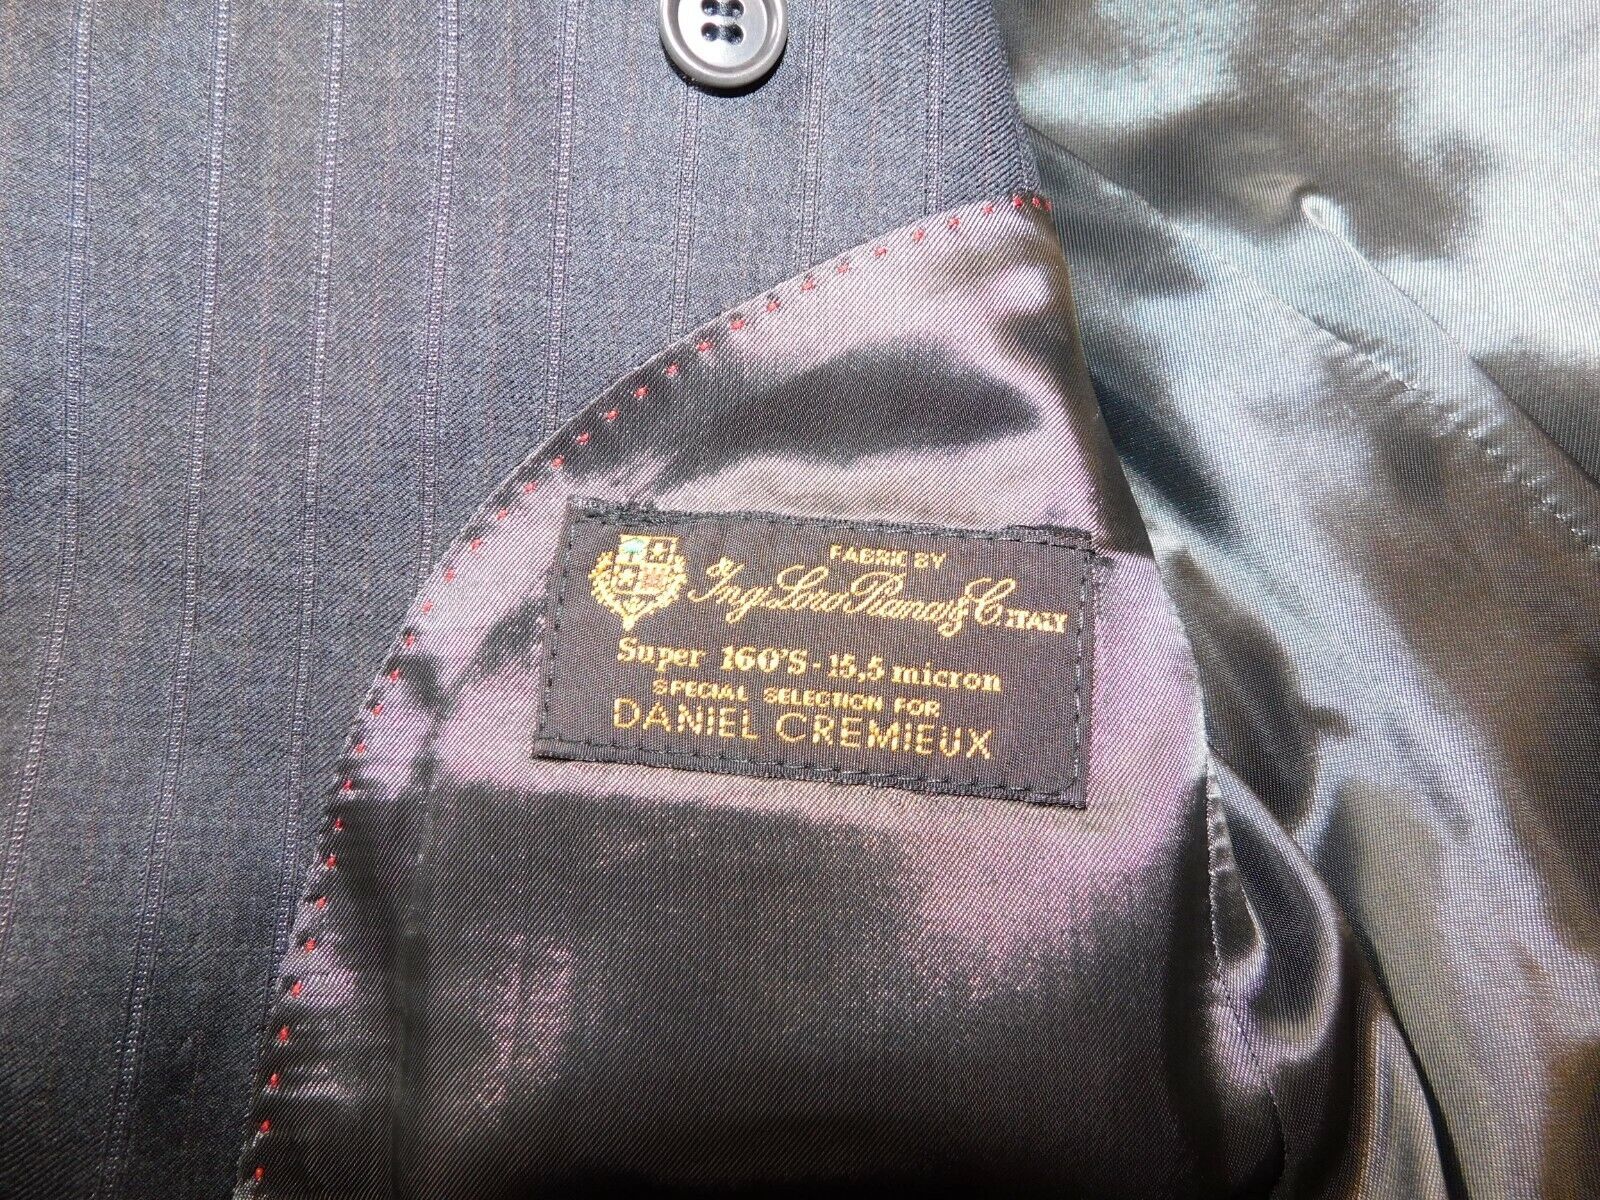 FABRIC BY
Ing. Loro Piana & C. ITALY
Super 160'S - 15,5 micron
SPECIAL SELECTION FOR
DANIEL CREMIEUX